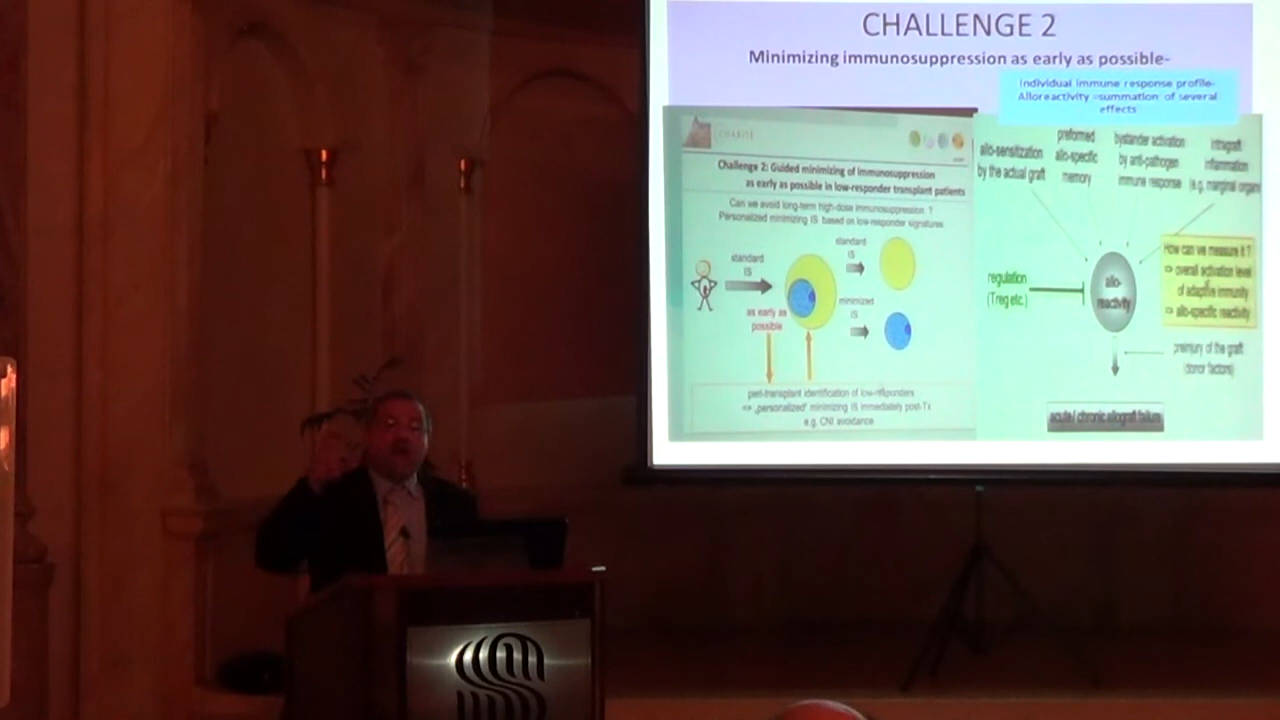 CHALLENGE 2
Minimizing immunosuppression as early as possible-
Individual immune response profile-
Alloreactivity =summation of several
effects
CHARITÉ
Challenge 2: Guided minimizing of immunosuppression
as early as possible in low-responder transplant patients
Can we avoid long-term high-dose immunosuppression ?
Personalized minimizing IS based on low-responder signatures
standard
IS
standard
IS
minimized
IS
as early as
possible
peri-transplant identification of low-responders
=> „personalized" minimizing IS immediately post-Tx
e.g. CNI avoidance
allo-sensitization
by the actual graft
preformed
allo-specific
memory
bystander activation
by anti-pathogen
immune response
intragraft
inflammation
(e.g. marginal organ
regulation
(Treg etc.)
allo-
reactivity
How can we measure it ?
=> overall activation level
of adaptive immunity
=> allo-specific reactivity
preinjury of the graft
(donor factors)
acute / chronic allograft failure